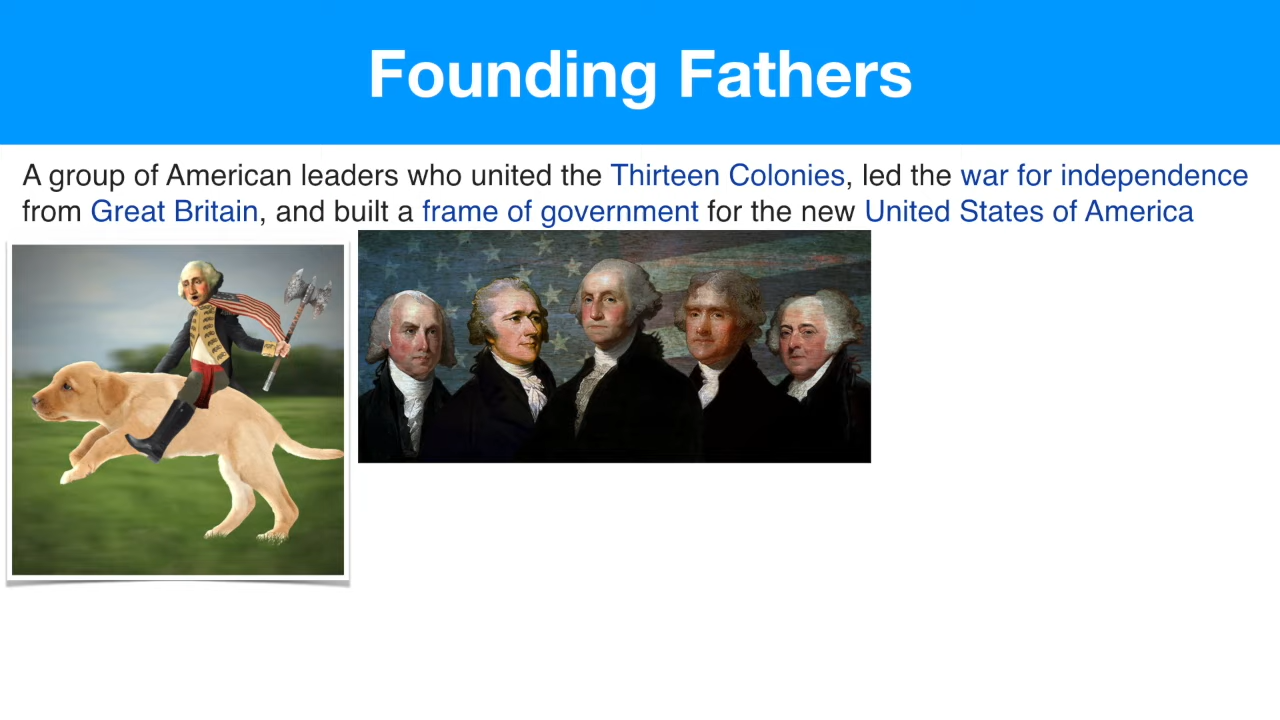 Founding Fathers
A group of American leaders who united the Thirteen Colonies, led the war for independence
from Great Britain, and built a frame of government for the new United States of America